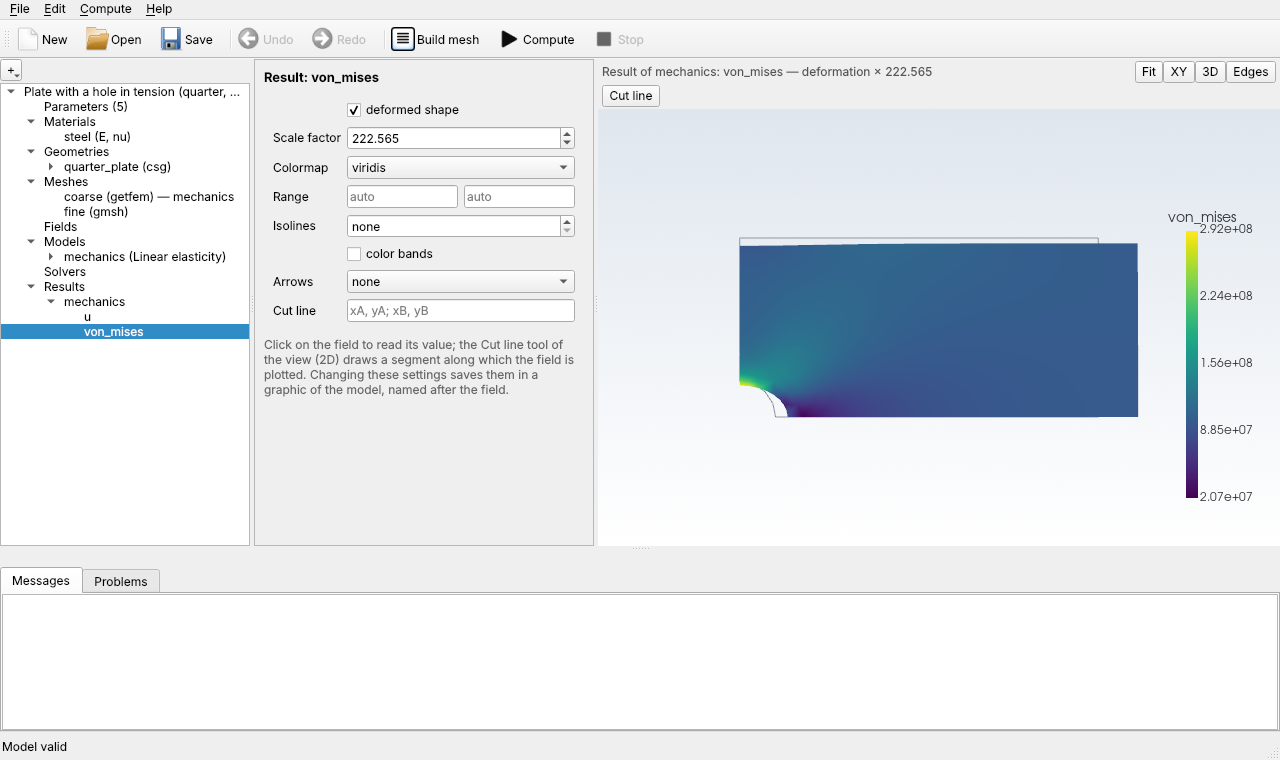 File Edit Compute Help
New Open Save Undo Redo Build mesh Compute Stop
+
Plate with a hole in tension (quarter, ...
Parameters (5)
Materials
steel (E, nu)
Geometries
quarter_plate (csg)
Meshes
coarse (getfem) — mechanics
fine (gmsh)
Fields
Models
mechanics (Linear elasticity)
Solvers
Results
mechanics
u
von_mises
Result: von_mises
deformed shape
Scale factor 222.565
Colormap viridis
Range auto auto
Isolines none
color bands
Arrows none
Cut line xA, yA; xB, yB
Click on the field to read its value; the Cut line tool of
the view (2D) draws a segment along which the field is
plotted. Changing these settings saves them in a
graphic of the model, named after the field.
Result of mechanics: von_mises — deformation × 222.565
Fit XY 3D Edges
Cut line
von_mises
2.92e+08
2.24e+08
1.56e+08
8.85e+07
2.07e+07
Messages Problems
Model valid